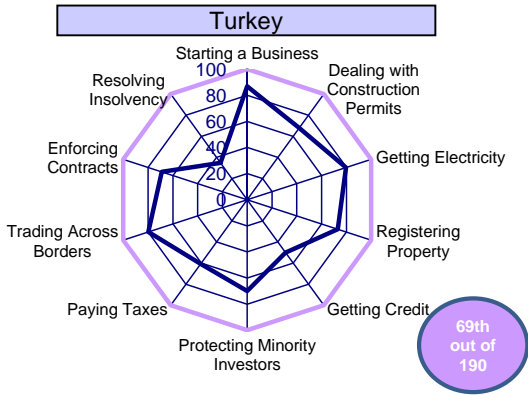 Turkey
Starting a Business
100
80
60
40
20
0
Dealing with
Construction
Permits
Getting Electricity
Registering
Property
Getting Credit
Protecting Minority
Investors
Paying Taxes
Trading Across
Borders
Enforcing
Contracts
Resolving
Insolvency
69th
out of
190